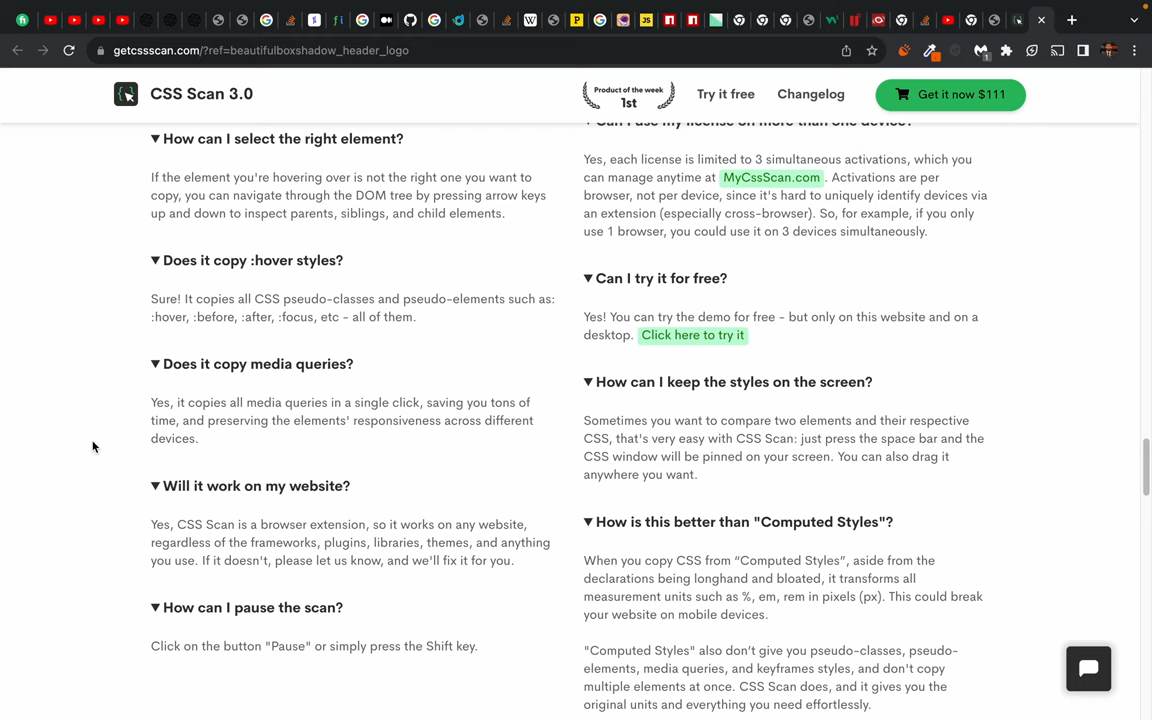 getcssscan.com/?ref=beautifulboxshadow_header_logo
CSS Scan 3.0
Product of the week
1st
Try it free
Changelog
Get it now $111
▼ How can I select the right element?
If the element you're hovering over is not the right one you want to
copy, you can navigate through the DOM tree by pressing arrow keys
up and down to inspect parents, siblings, and child elements.
▼ Does it copy :hover styles?
Sure! It copies all CSS pseudo-classes and pseudo-elements such as:
:hover, :before, :after, :focus, etc - all of them.
▼ Does it copy media queries?
Yes, it copies all media queries in a single click, saving you tons of
time, and preserving the elements' responsiveness across different
devices.
▼ Will it work on my website?
Yes, CSS Scan is a browser extension, so it works on any website,
regardless of the frameworks, plugins, libraries, themes, and anything
you use. If it doesn't, please let us know, and we'll fix it for you.
▼ How can I pause the scan?
Click on the button "Pause" or simply press the Shift key.
Can I use my license on more than one device?
Yes, each license is limited to 3 simultaneous activations, which you
can manage anytime at MyCssScan.com . Activations are per
browser, not per device, since it's hard to uniquely identify devices via
an extension (especially cross-browser). So, for example, if you only
use 1 browser, you could use it on 3 devices simultaneously.
▼ Can I try it for free?
Yes! You can try the demo for free - but only on this website and on a
desktop. Click here to try it
▼ How can I keep the styles on the screen?
Sometimes you want to compare two elements and their respective
CSS, that's very easy with CSS Scan: just press the space bar and the
CSS window will be pinned on your screen. You can also drag it
anywhere you want.
▼ How is this better than "Computed Styles"?
When you copy CSS from “Computed Styles”, aside from the
declarations being longhand and bloated, it transforms all
measurement units such as %, em, rem in pixels (px). This could break
your website on mobile devices.
"Computed Styles" also don’t give you pseudo-classes, pseudo-
elements, media queries, and keyframes styles, and don't copy
multiple elements at once. CSS Scan does, and it gives you the
original units and everything you need effortlessly.